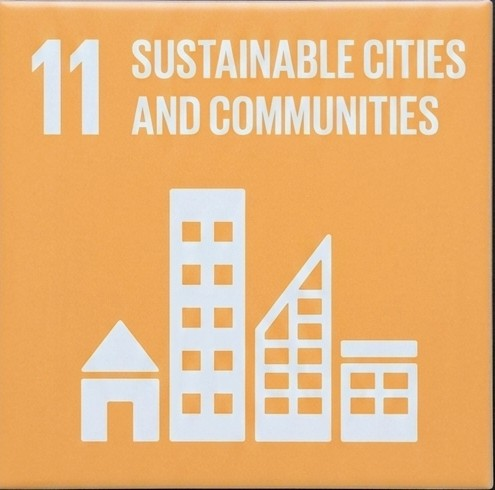 11 SUSTAINABLE CITIES
AND COMMUNITIES